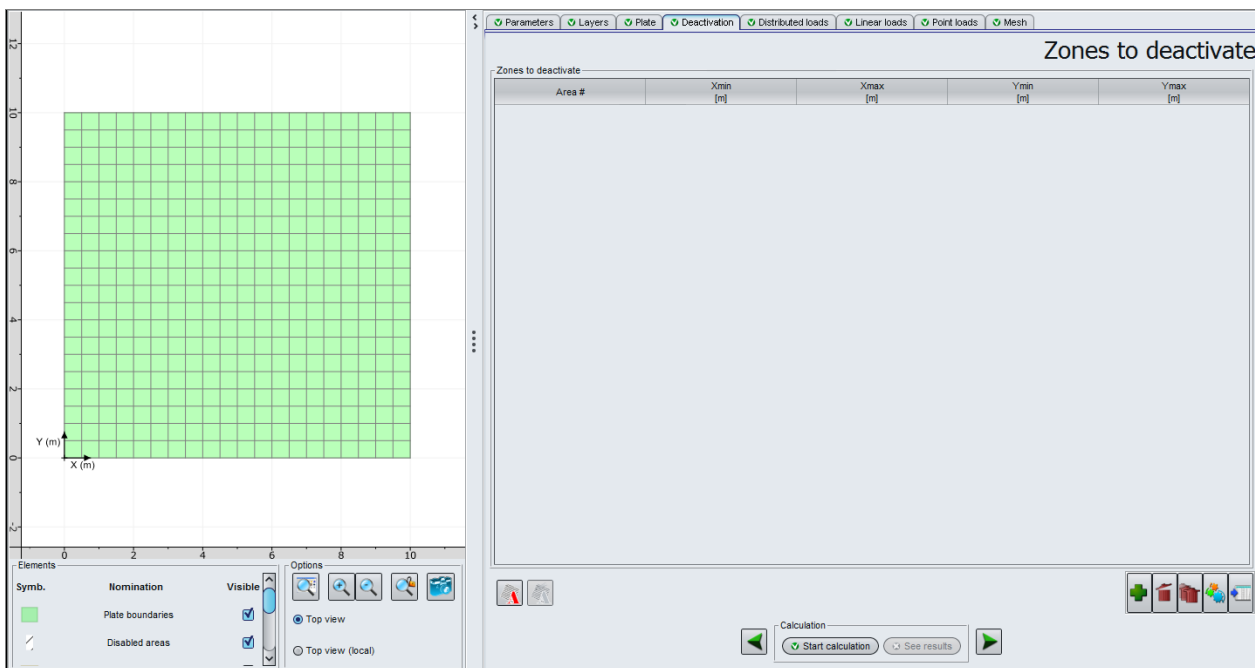 Parameters Layers Plate Deactivation Distributed loads Linear loads Point loads Mesh
Zones to deactivate
Zones to deactivate
Area # Xmin Xmax Ymin Ymax
[m] [m] [m] [m]
12
10
8
6
4
2
0
-2
Y (m)
X (m)
0 2 4 6 8 10
Elements
Symb. Nomination Visible
Plate boundaries
Disabled areas
Options
Top view
Top view (local)
Calculation
Start calculation See results